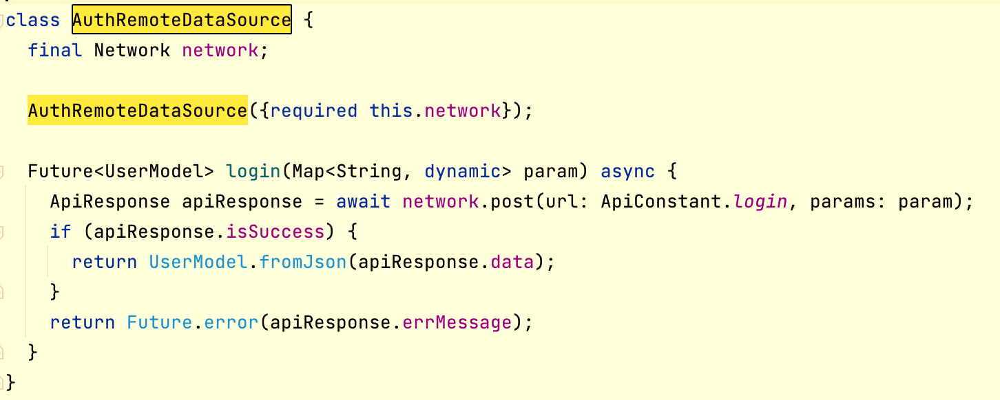 class AuthRemoteDataSource {
final Network network;
AuthRemoteDataSource({required this.network});
Future<UserModel> login(Map<String, dynamic> param) async {
ApiResponse apiResponse = await network.post(url: ApiConstant.login, params: param);
if (apiResponse.isSuccess) {
return UserModel.fromJson(apiResponse.data);
}
return Future.error(apiResponse.errMessage);
}
}